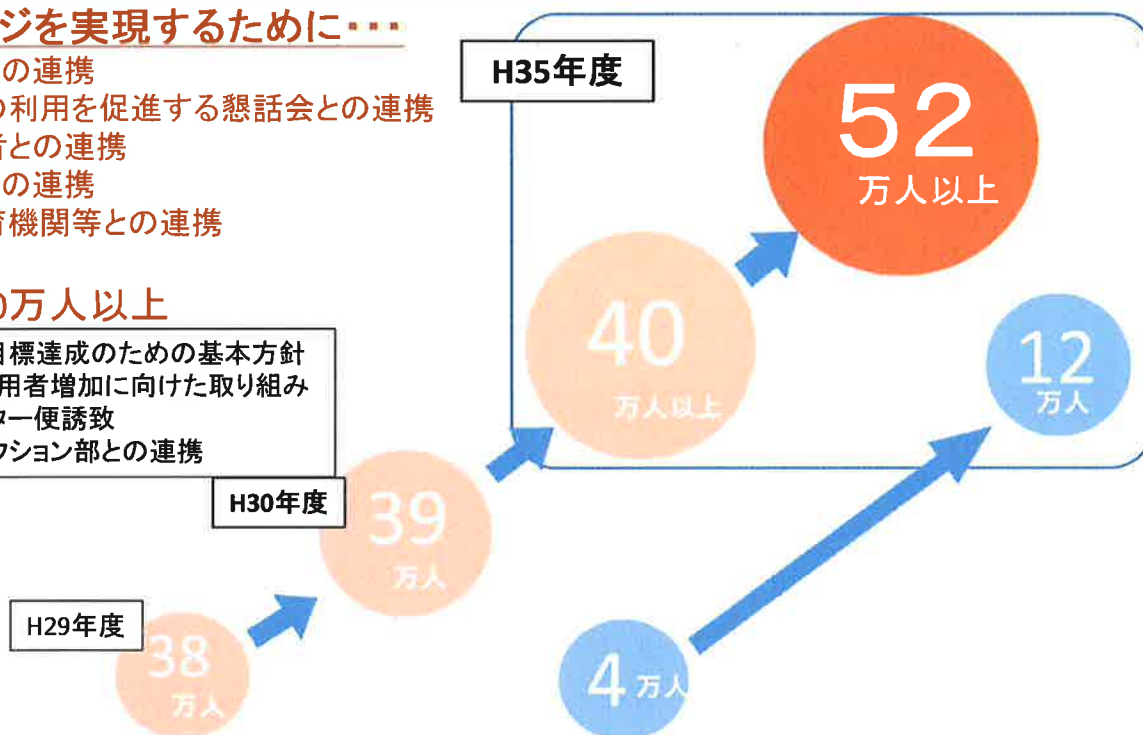 ジを実現するために・・・
の連携
の利用を促進する懇話会との連携
者との連携
の連携
育機関等との連携
0万人以上
目標達成のための基本方針
用者増加に向けた取り組み
ター便誘致
クション部との連携
H35年度
52
万人以上
40
万人以上
12
万人
H30年度
39
万人
H29年度
38
万人
4万人